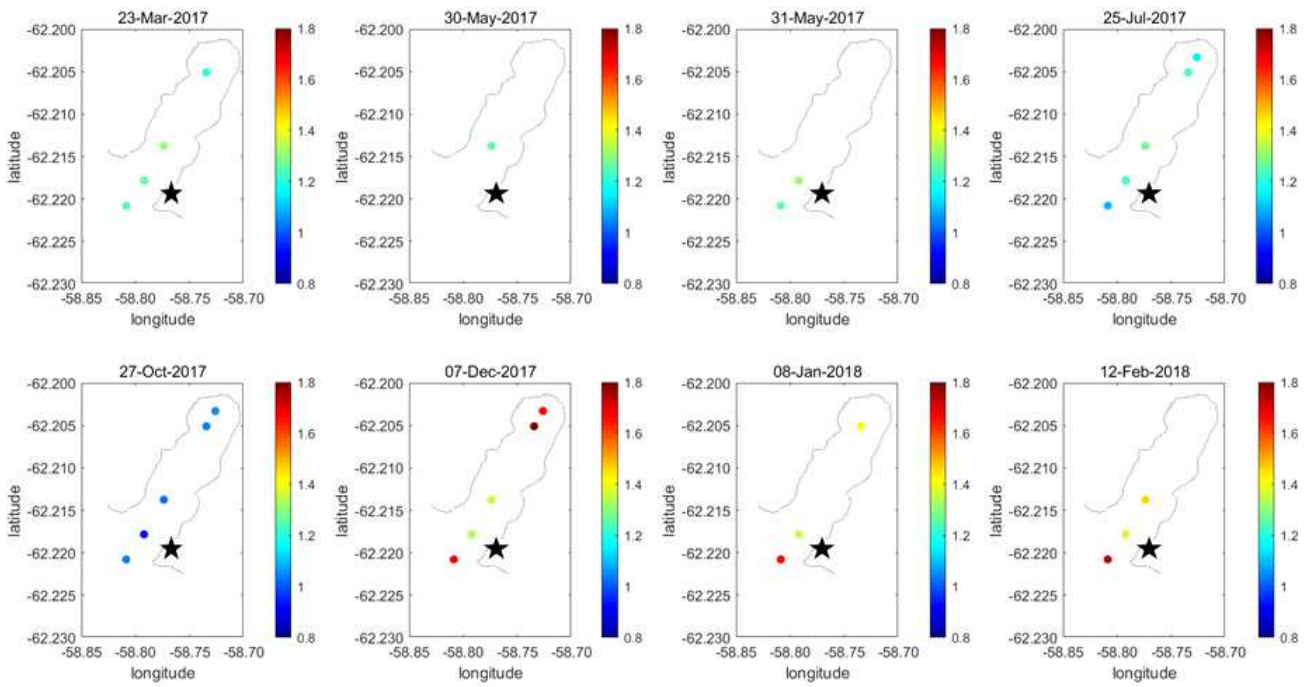 23-Mar-2017 30-May-2017 31-May-2017 25-Jul-2017
-62.200 1.8 -62.200 1.8 -62.200 1.8 -62.200 1.8
-62.205 -62.205 -62.205 -62.205
1.6 1.6 1.6 1.6
-62.210 -62.210 -62.210 -62.210
1.4 1.4 1.4 1.4
latitude -62.215 latitude -62.215 latitude -62.215 latitude -62.215
1.2 1.2 1.2 1.2
-62.220 -62.220 -62.220 -62.220
1 1 1 1
-62.225 -62.225 -62.225 -62.225
-62.230 0.8 -62.230 0.8 -62.230 0.8 -62.230 0.8
-58.85 -58.80 -58.75 -58.70 -58.85 -58.80 -58.75 -58.70 -58.85 -58.80 -58.75 -58.70 -58.85 -58.80 -58.75 -58.70
longitude longitude longitude longitude
27-Oct-2017 07-Dec-2017 08-Jan-2018 12-Feb-2018
-62.200 1.8 -62.200 1.8 -62.200 1.8 -62.200 1.8
-62.205 -62.205 -62.205 -62.205
1.6 1.6 1.6 1.6
-62.210 -62.210 -62.210 -62.210
1.4 1.4 1.4 1.4
latitude -62.215 latitude -62.215 latitude -62.215 latitude -62.215
1.2 1.2 1.2 1.2
-62.220 -62.220 -62.220 -62.220
1 1 1 1
-62.225 -62.225 -62.225 -62.225
-62.230 0.8 -62.230 0.8 -62.230 0.8 -62.230 0.8
-58.85 -58.80 -58.75 -58.70 -58.85 -58.80 -58.75 -58.70 -58.85 -58.80 -58.75 -58.70 -58.85 -58.80 -58.75 -58.70
longitude longitude longitude longitude